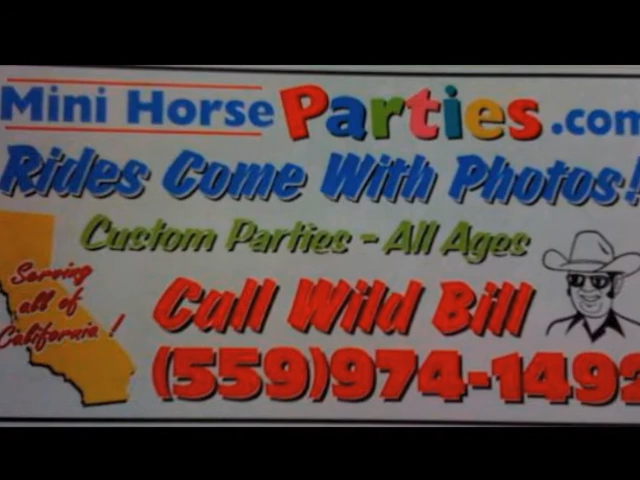 Mini Horse Parties.com
Rides Come With Photos!
Custom Parties - All Ages
Serving
all of
California!
Call Wild Bill
(559)974-1492